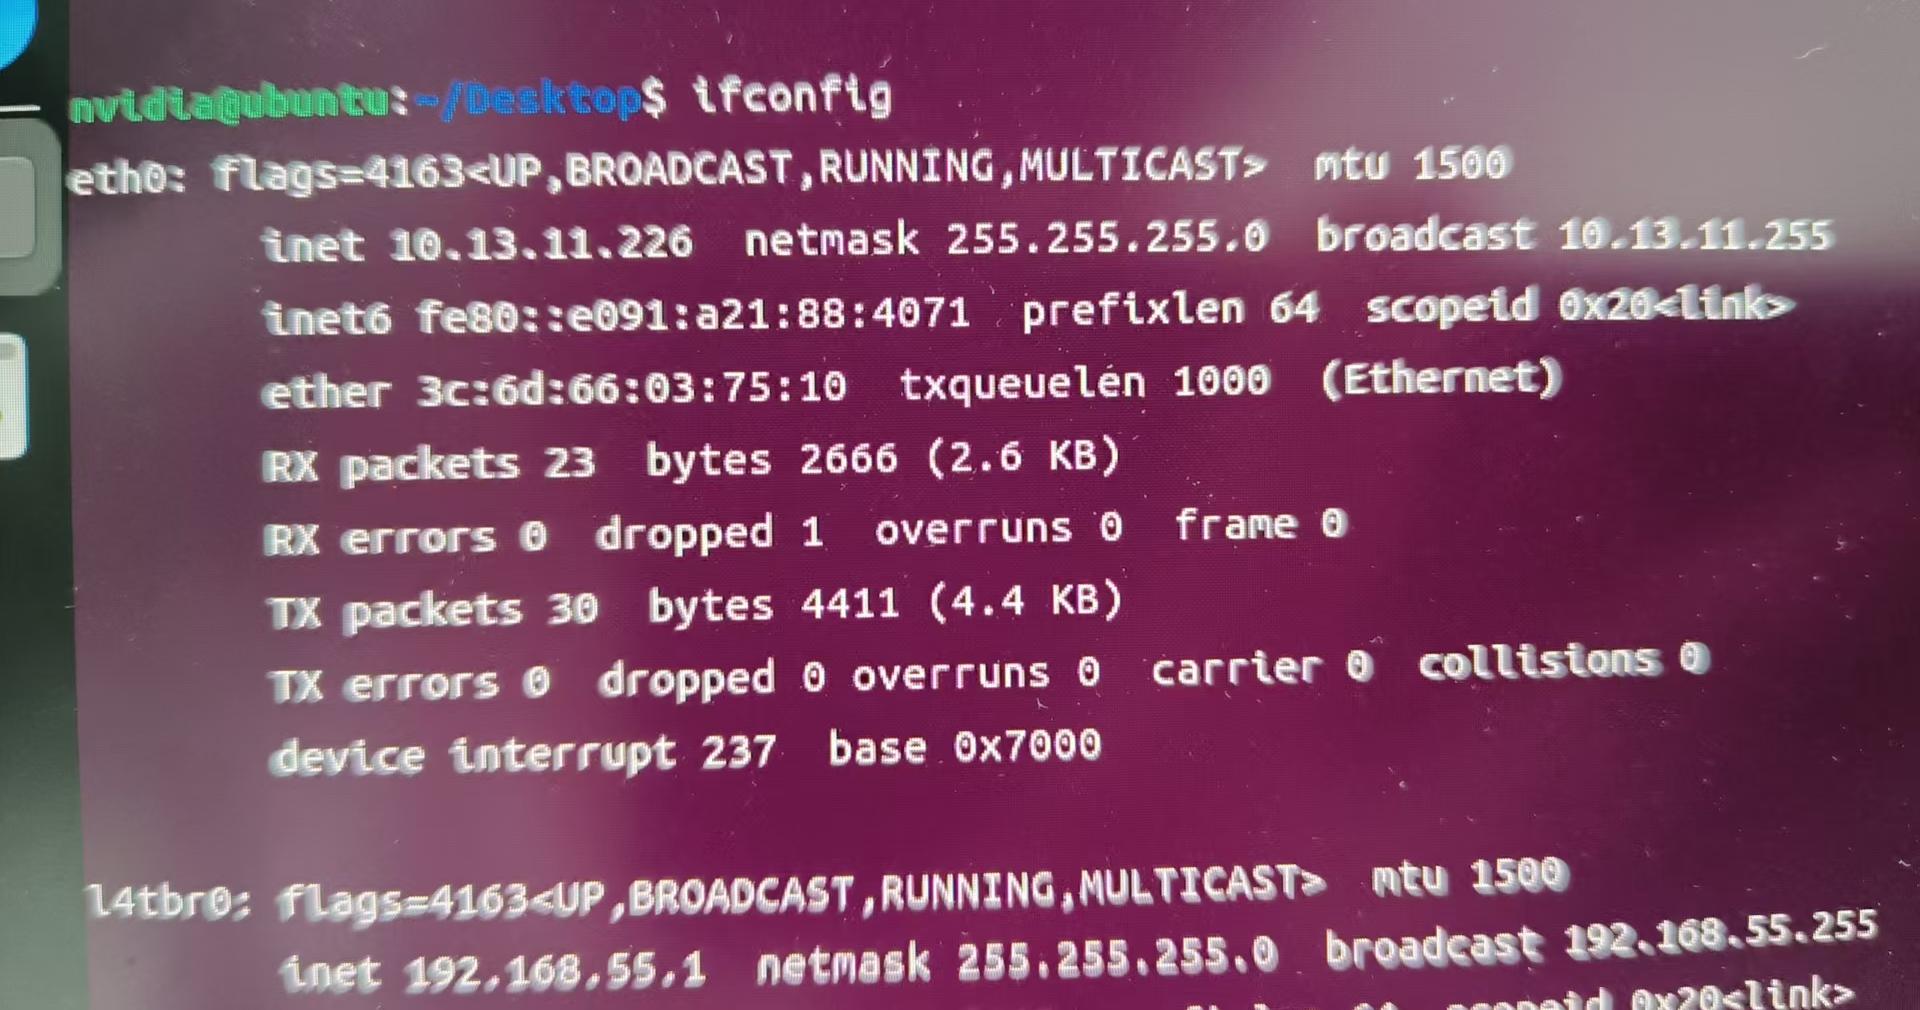 nvidia@ubuntu:~/Desktop$ ifconfig
eth0: flags=4163<UP,BROADCAST,RUNNING,MULTICAST>  mtu 1500
inet 10.13.11.226  netmask 255.255.255.0  broadcast 10.13.11.255
inet6 fe80::e091:a21:88:4071  prefixlen 64  scopeid 0x20<link>
ether 3c:6d:66:03:75:10  txqueuelen 1000  (Ethernet)
RX packets 23  bytes 2666 (2.6 KB)
RX errors 0  dropped 1  overruns 0  frame 0
TX packets 30  bytes 4411 (4.4 KB)
TX errors 0  dropped 0 overruns 0  carrier 0  collisions 0
device interrupt 237  base 0x7000
l4tbr0: flags=4163<UP,BROADCAST,RUNNING,MULTICAST>  mtu 1500
inet 192.168.55.1  netmask 255.255.255.0  broadcast 192.168.55.255
scopeid 0x20<link>